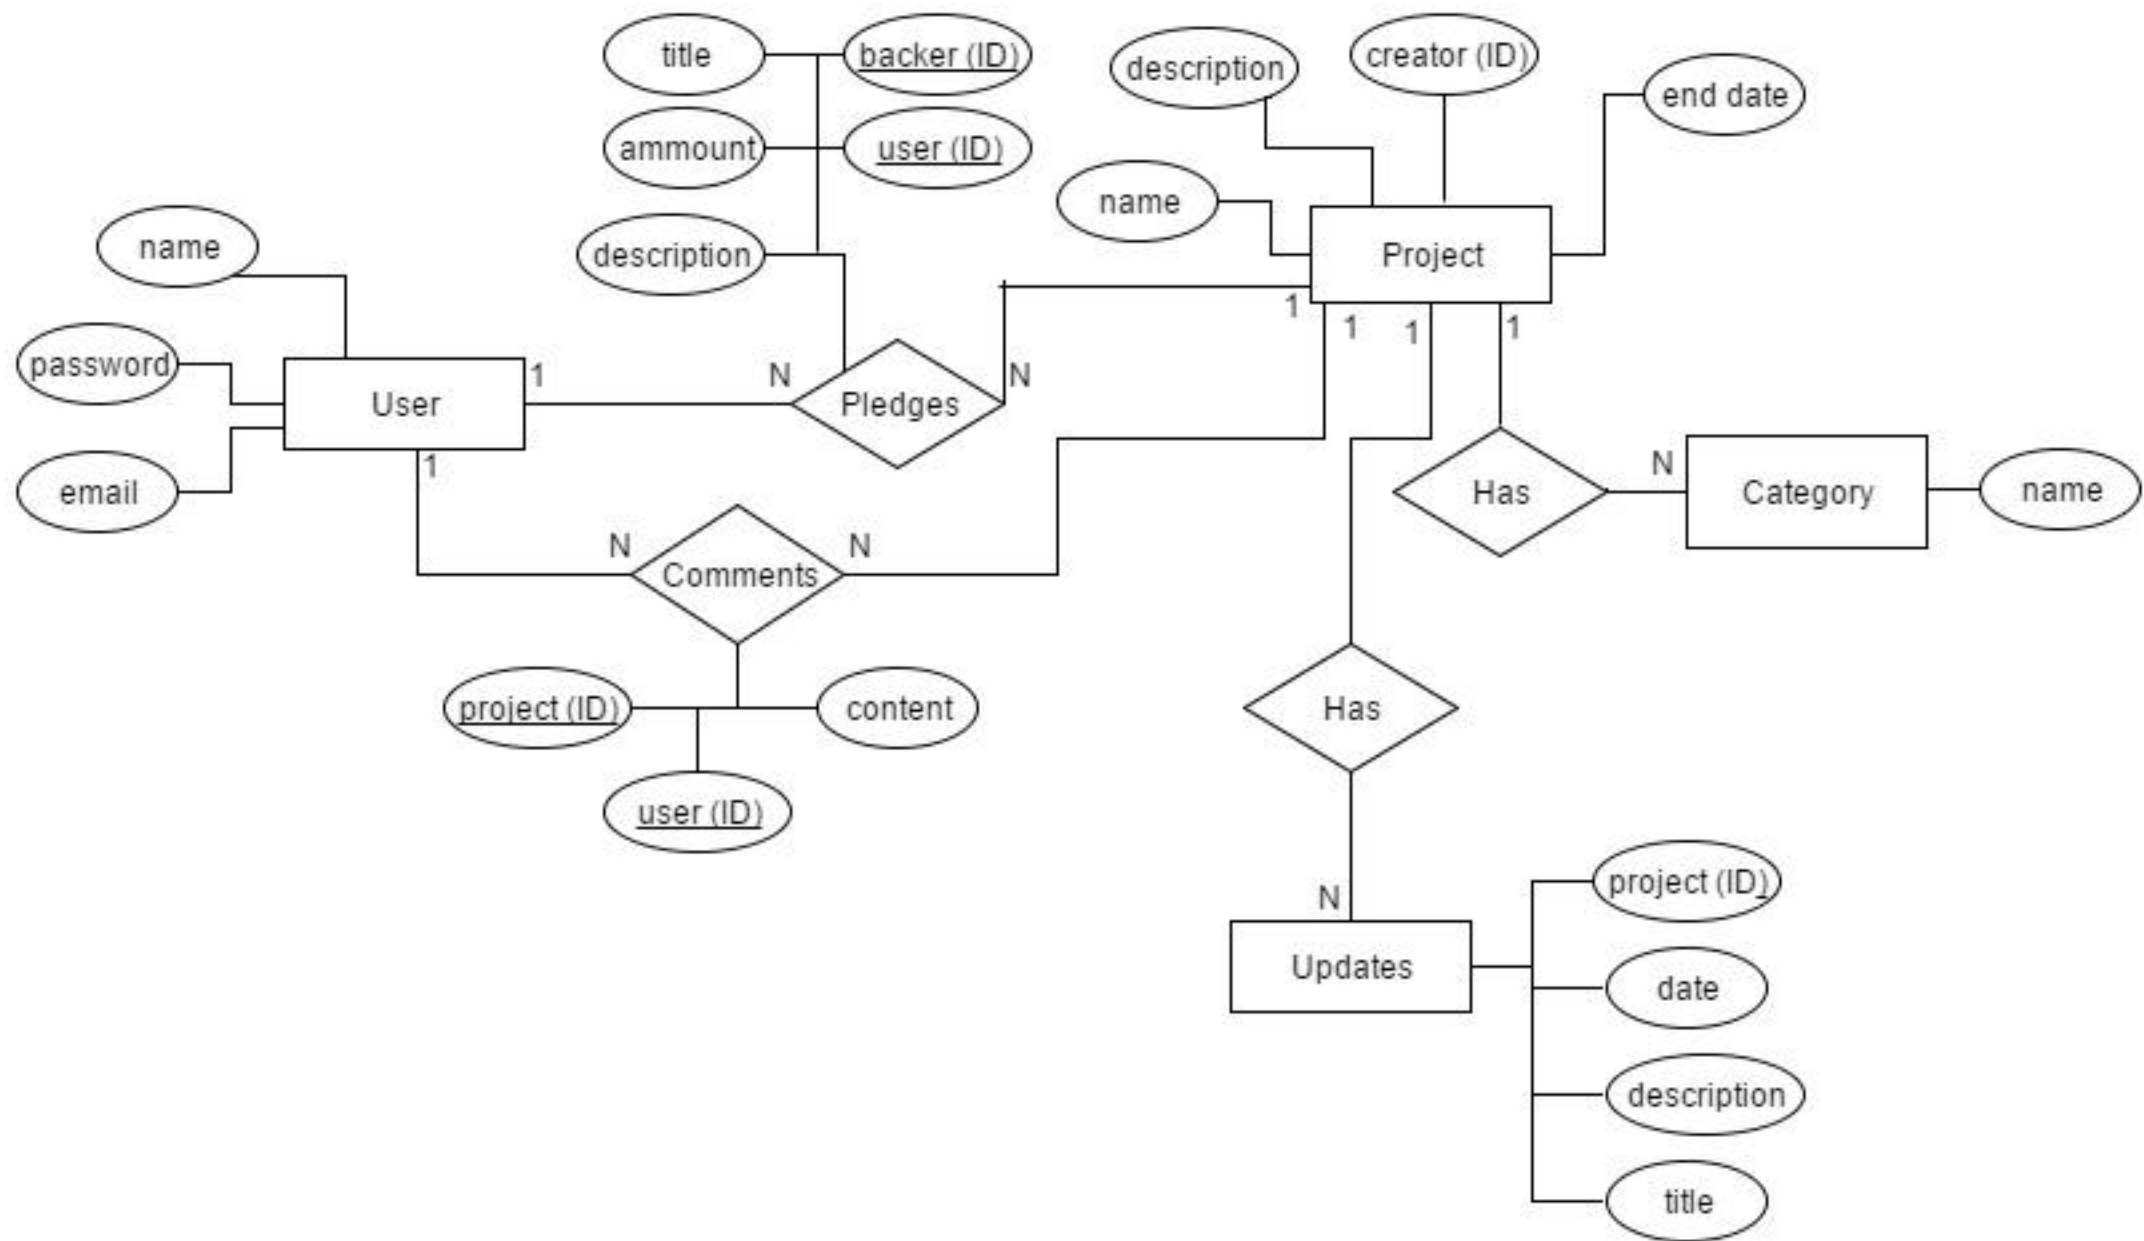 title
backer (ID)
description
creator (ID)
end date
ammount
user (ID)
name
name
description
Project
1
1
1
1
password
User
1
N
Pledges
N
1
email
N
Comments
N
Has
N
Category
name
project (ID)
content
Has
user (ID)
N
project (ID)
Updates
date
description
title